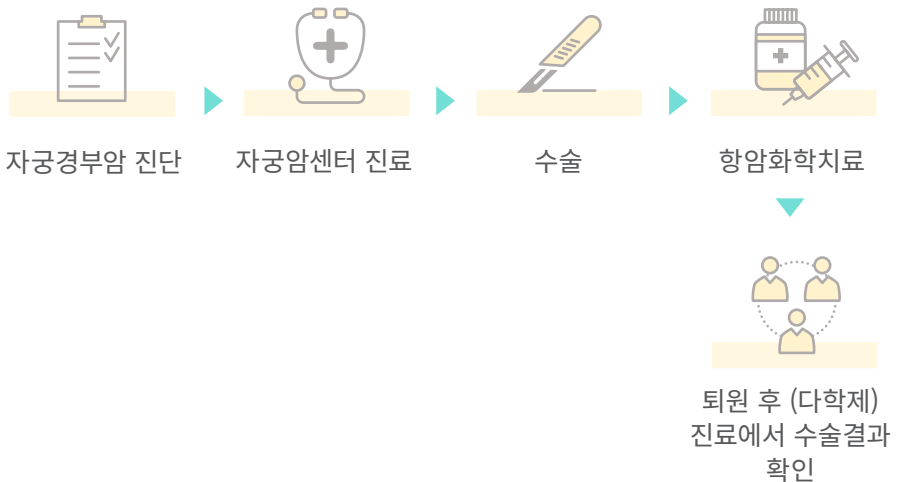 자궁경부암 진단
자궁암센터 진료
수술
항암화학치료
퇴원 후 (다학제)
진료에서 수술결과
확인